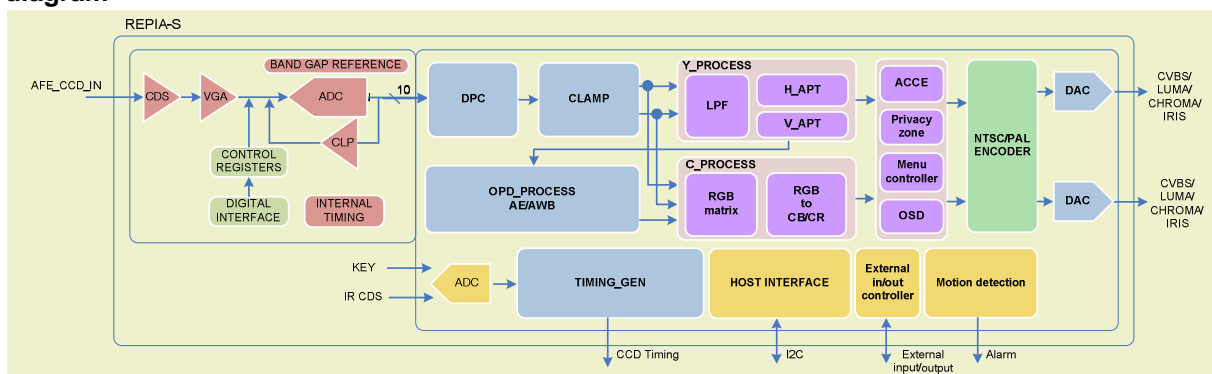 diagram
REPIA-S
AFE_CCD_IN
CDS
VGA
BAND GAP REFERENCE
ADC
10
CLP
CONTROL
REGISTERS
DIGITAL
INTERFACE
INTERNAL
TIMING
DPC
CLAMP
Y_PROCESS
LPF
H_APT
V_APT
OPD_PROCESS
AE/AWB
C_PROCESS
RGB
matrix
RGB
to
CB/CR
ACCE
Privacy
zone
Menu
controller
OSD
NTSC/PAL
ENCODER
DAC
CVBS/
LUMA/
CHROMA/
IRIS
DAC
CVBS/
LUMA/
CHROMA/
IRIS
KEY
IR CDS
ADC
TIMING_GEN
HOST INTERFACE
External
in/out
controller
Motion detection
CCD Timing
I2C
External
input/output
Alarm